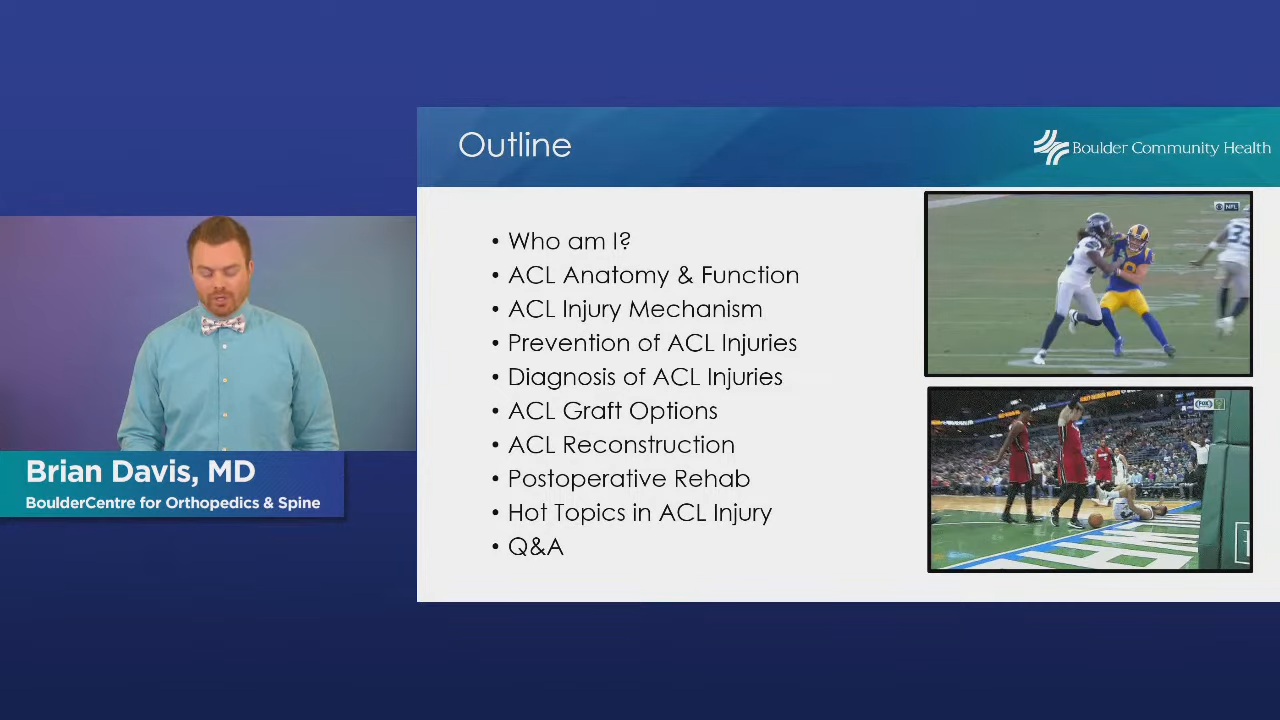 Outline
Boulder Community Health
• Who am I?
• ACL Anatomy & Function
• ACL Injury Mechanism
• Prevention of ACL Injuries
• Diagnosis of ACL Injuries
• ACL Graft Options
• ACL Reconstruction
• Postoperative Rehab
• Hot Topics in ACL Injury
• Q&A
NFL
Brian Davis, MD
BoulderCentre for Orthopedics & Spine